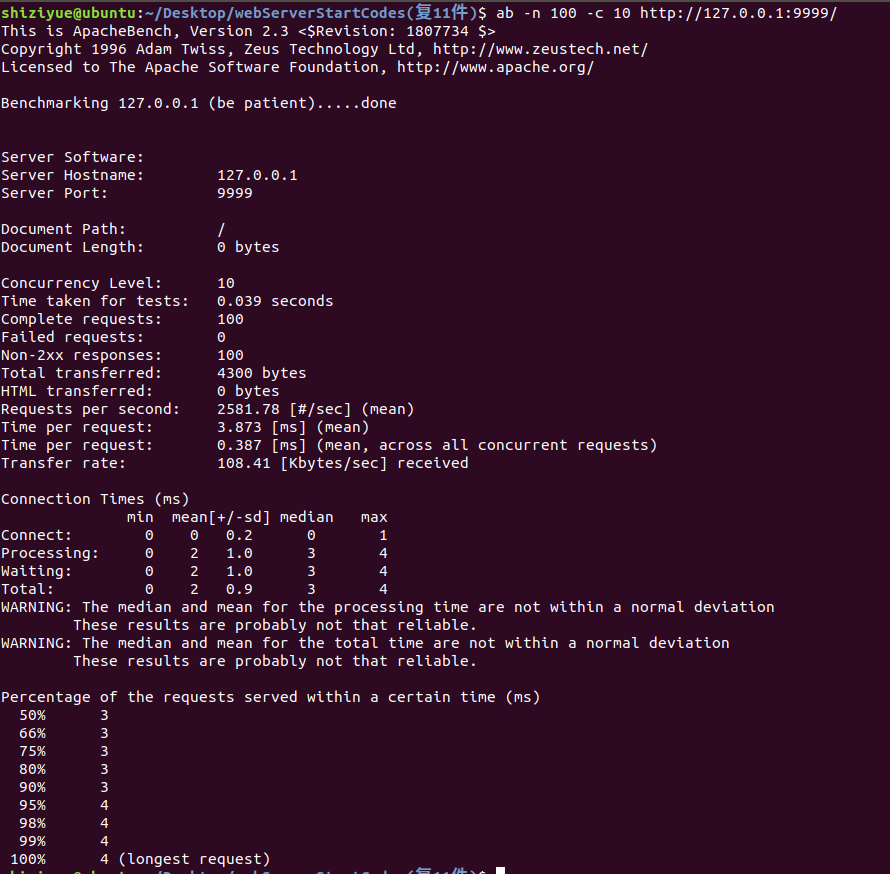 shiziyue@ubuntu:~/Desktop/webServerStartCodes(复11件)$ ab -n 100 -c 10 http://127.0.0.1:9999/
This is ApacheBench, Version 2.3 <$Revision: 1807734 $>
Copyright 1996 Adam Twiss, Zeus Technology Ltd, http://www.zeustech.net/
Licensed to The Apache Software Foundation, http://www.apache.org/

Benchmarking 127.0.0.1 (be patient).....done


Server Software:
Server Hostname:        127.0.0.1
Server Port:            9999

Document Path:          /
Document Length:        0 bytes

Concurrency Level:      10
Time taken for tests:   0.039 seconds
Complete requests:      100
Failed requests:        0
Non-2xx responses:      100
Total transferred:      4300 bytes
HTML transferred:       0 bytes
Requests per second:    2581.78 [#/sec] (mean)
Time per request:       3.873 [ms] (mean)
Time per request:       0.387 [ms] (mean, across all concurrent requests)
Transfer rate:          108.41 [Kbytes/sec] received

Connection Times (ms)
              min  mean[+/-sd] median   max
Connect:        0    0   0.2      0       1
Processing:     0    2   1.0      3       4
Waiting:        0    2   1.0      3       4
Total:          0    2   0.9      3       4
WARNING: The median and mean for the processing time are not within a normal deviation
        These results are probably not that reliable.
WARNING: The median and mean for the total time are not within a normal deviation
        These results are probably not that reliable.

Percentage of the requests served within a certain time (ms)
  50%      3
  66%      3
  75%      3
  80%      3
  90%      3
  95%      4
  98%      4
  99%      4
 100%      4 (longest request)
shiziyue@ubuntu:~/Desktop/webServerStartCodes(复11件)$